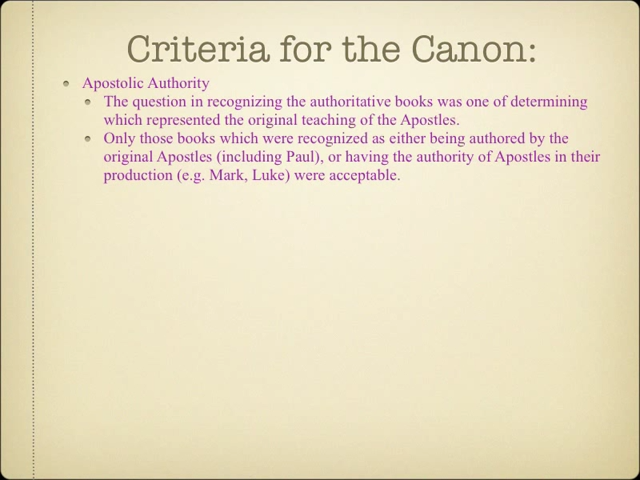 Criteria for the Canon:
Apostolic Authority
The question in recognizing the authoritative books was one of determining
which represented the original teaching of the Apostles.
Only those books which were recognized as either being authored by the
original Apostles (including Paul), or having the authority of Apostles in their
production (e.g. Mark, Luke) were acceptable.